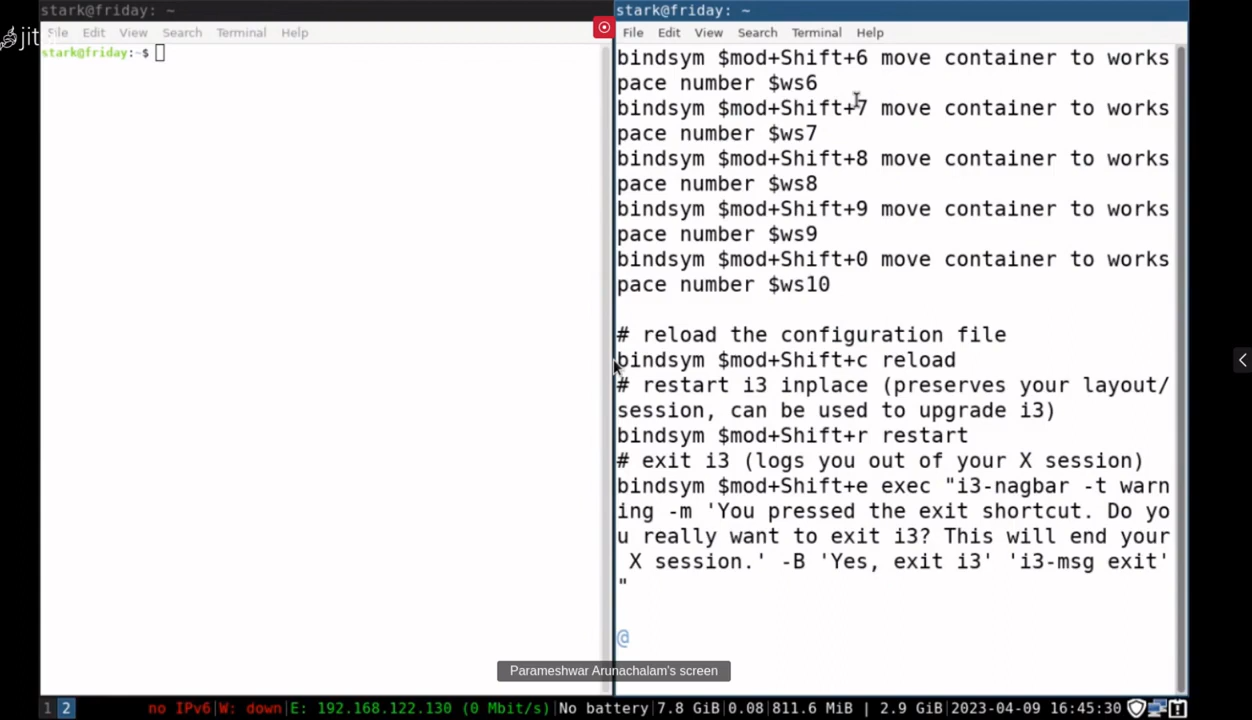 stark@friday: ~
File Edit View Search Terminal Help
stark@friday:~$
jit
stark@friday: ~
File Edit View Search Terminal Help
bindsym $mod+Shift+6 move container to works
pace number $ws6
bindsym $mod+Shift+7 move container to works
pace number $ws7
bindsym $mod+Shift+8 move container to works
pace number $ws8
bindsym $mod+Shift+9 move container to works
pace number $ws9
bindsym $mod+Shift+0 move container to works
pace number $ws10
# reload the configuration file
bindsym $mod+Shift+c reload
# restart i3 inplace (preserves your layout/
session, can be used to upgrade i3)
bindsym $mod+Shift+r restart
# exit i3 (logs you out of your X session)
bindsym $mod+Shift+e exec "i3-nagbar -t warn
ing -m 'You pressed the exit shortcut. Do yo
u really want to exit i3? This will end your
 X session.' -B 'Yes, exit i3' 'i3-msg exit'
"
@
Parameshwar Arunachalam's screen
1 2 no IPv6|W: down|E: 192.168.122.130 (0 Mbit/s)|No battery|7.8 GiB|0.08|811.6 MiB | 2.9 GiB|2023-04-09 16:45:30